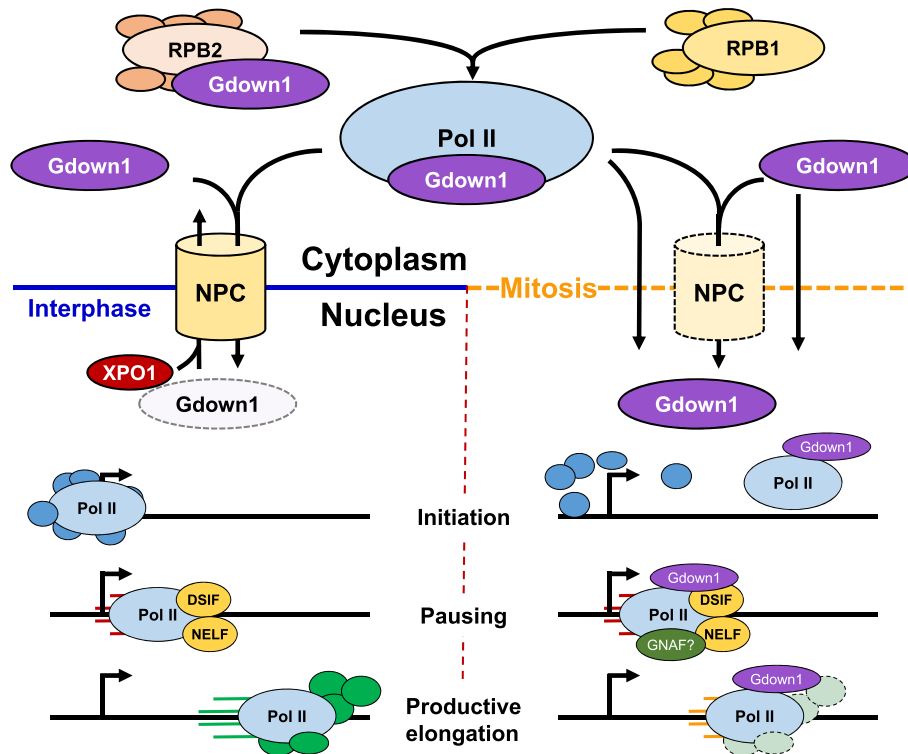 RPB2
Gdown1
RPB1
Pol II
Gdown1
Gdown1
Gdown1
Cytoplasm
NPC
Mitosis
NPC
Interphase
Nucleus
XPO1
Gdown1
Gdown1
Gdown1
Pol II
Pol II
Initiation
Gdown1
Pol II
DSIF
NELF
Pausing
Pol II
DSIF
NELF
GNAF?
Gdown1
Pol II
Productive
elongation
Pol II